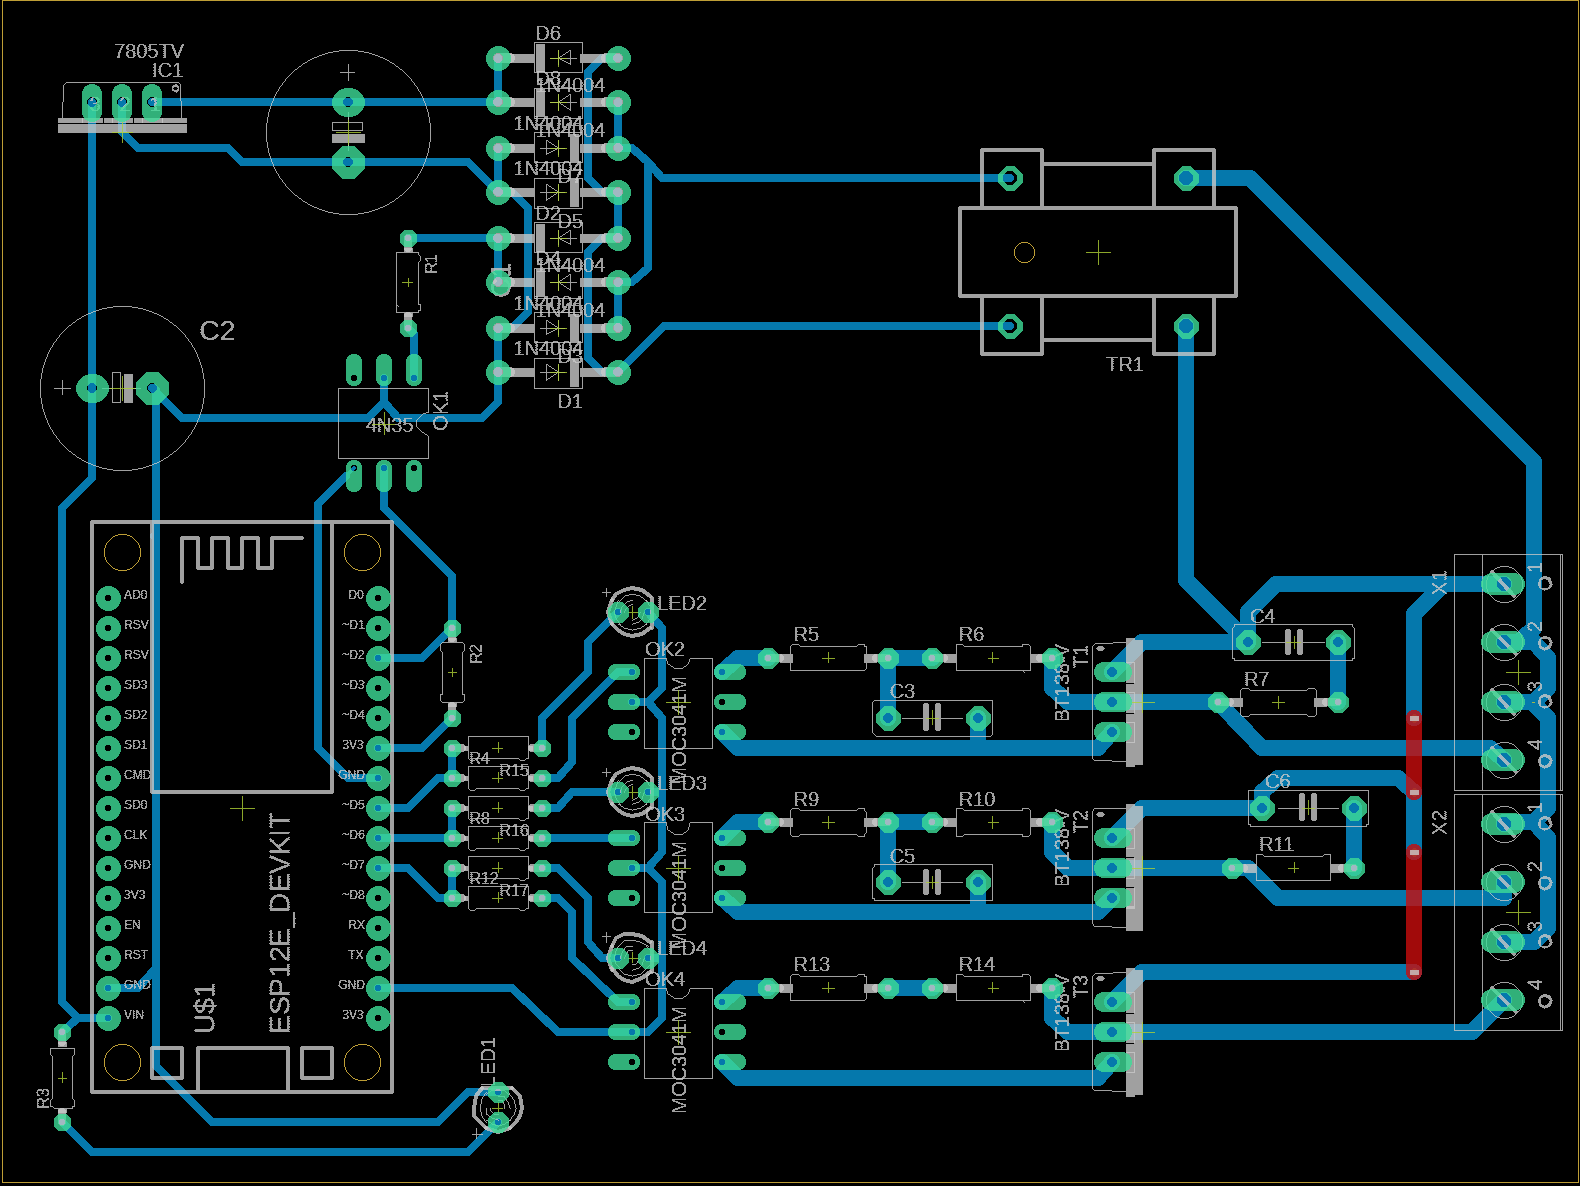 7805TV
IC1
D6
D8
1N4004
1N4004
1N4004
1N4004
D7
D2
D5
D4
1N4004
1N4004
1N4004
1N4004
D3
D1
R1
C2
OK1
4N35
TR1
AD0
RSV
RSV
SD3
SD2
SD1
CMD
SD0
CLK
GND
3V3
EN
RST
GND
VIN
D0
~D1
~D2
~D3
~D4
3V3
GND
~D5
~D6
~D7
~D8
RX
TX
GND
3V3
U$1
ESP12E_DEVKIT
R2
R4
R15
R8
R16
R12
R17
R3
LED1
LED2
OK2
MOC3041M
LED3
OK3
MOC3041M
LED4
OK4
MOC3041M
R5
R6
C3
T1
BT138-V
R9
R10
C5
T2
BT138-V
R13
R14
T3
BT138-V
C4
R7
C6
R11
X1
1
2
3
4
X2
1
2
3
4